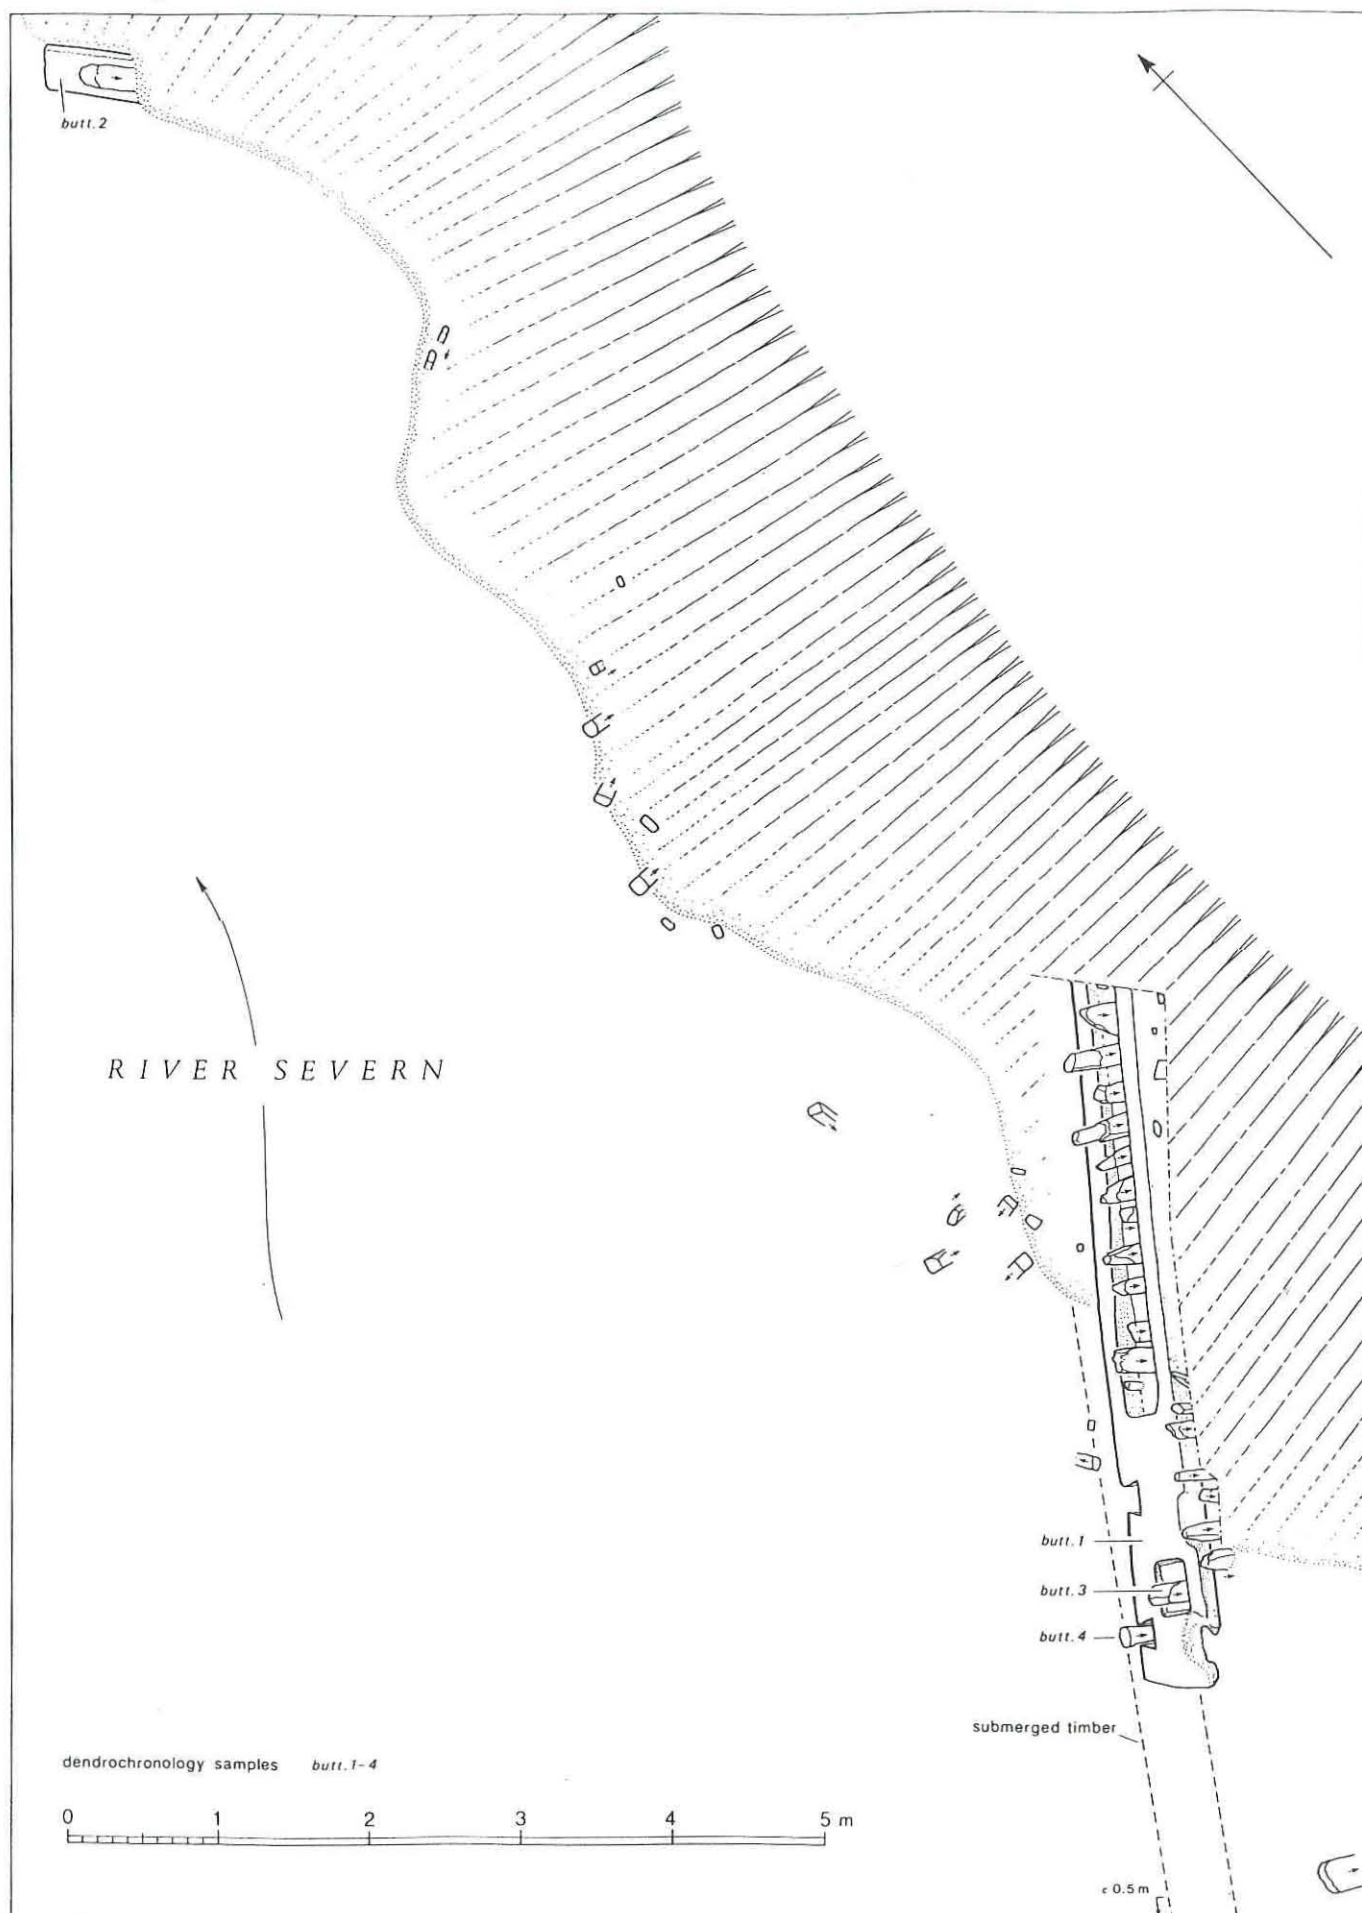 butt.2
RIVER SEVERN
butt.1
butt.3
butt.4
submerged timber
dendrochronology samples butt.1-4
0 1 2 3 4 5 m
c 0.5m